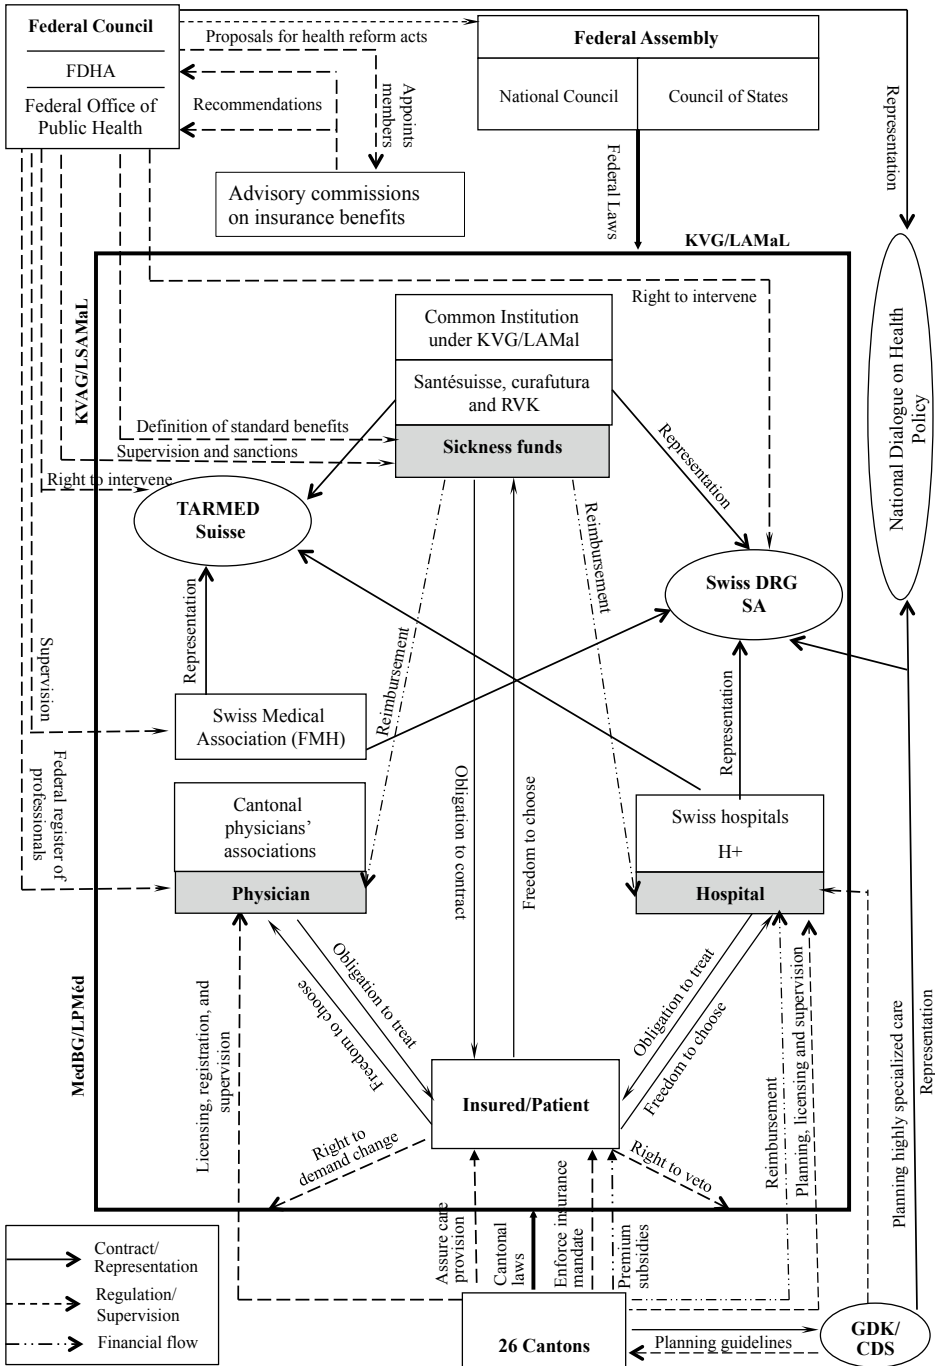 Federal Council
FDHA
Federal Office of
Public Health
Proposals for health reform acts
Recommendations
Appoints
members
Advisory commissions
on insurance benefits
Federal Assembly
National Council
Council of States
Federal Laws
Representation
KVG/LAMaL
KVAG/LSAMaL
Right to intervene
Common Institution
under KVG/LAMal
Santésuisse, curafutura
and RVK
Sickness funds
Definition of standard benefits
Supervision and sanctions
Right to intervene
TARMED
Suisse
Representation
Reimbursement
Swiss DRG
SA
National Dialogue on Health
Policy
Representation
Supervision
Swiss Medical
Association (FMH)
Reimbursement
Representation
Federal register of
professionals
Cantonal
physicians’
associations
Physician
Obligation to contract
Freedom to choose
Swiss hospitals
H+
Hospital
MedBG/LPMéd
Licensing, registration, and
supervision
Obligation to treat
Freedom to choose
Obligation to treat
Freedom to choose
Insured/Patient
Right to
demand change
Right to veto
Reimbursement
Planning, licensing and supervision
Planning highly specialized care
Representation
Assure care
provision
Cantonal
laws
Enforce insurance
mandate
Premium
subsidies
Contract/
Representation
Regulation/
Supervision
Financial flow
26 Cantons
Planning guidelines
GDK/
CDS